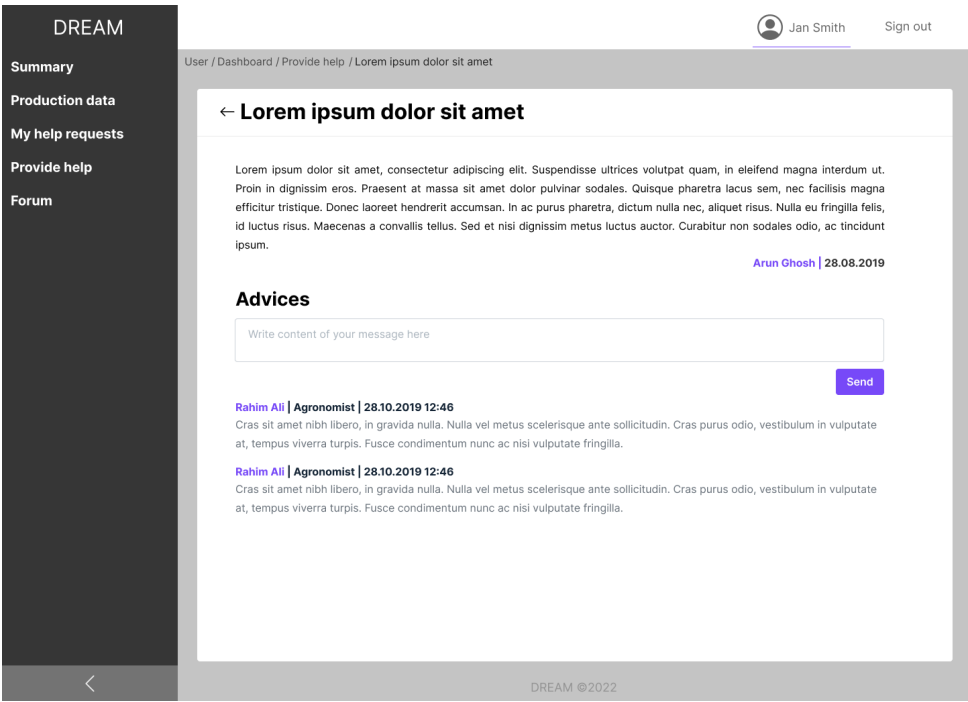 DREAM
Jan Smith
Sign out
Summary
Production data
My help requests
Provide help
Forum
User / Dashboard / Provide help / Lorem ipsum dolor sit amet
← Lorem ipsum dolor sit amet
Lorem ipsum dolor sit amet, consectetur adipiscing elit. Suspendisse ultrices volutpat quam, in eleifend magna interdum ut.
Proin in dignissim eros. Praesent at massa sit amet dolor pulvinar sodales. Quisque pharetra lacus sem, nec facilisis magna
efficitur tristique. Donec laoreet hendrerit accumsan. In ac purus pharetra, dictum nulla nec, aliquet risus. Nulla eu fringilla felis,
id luctus risus. Maecenas a convallis tellus. Sed et nisi dignissim metus luctus auctor. Curabitur non sodales odio, ac tincidunt
ipsum.
Arun Ghosh | 28.08.2019
Advices
Write content of your message here
Send
Rahim Ali | Agronomist | 28.10.2019 12:46
Cras sit amet nibh libero, in gravida nulla. Nulla vel metus scelerisque ante sollicitudin. Cras purus odio, vestibulum in vulputate
at, tempus viverra turpis. Fusce condimentum nunc ac nisi vulputate fringilla.
Rahim Ali | Agronomist | 28.10.2019 12:46
Cras sit amet nibh libero, in gravida nulla. Nulla vel metus scelerisque ante sollicitudin. Cras purus odio, vestibulum in vulputate
at, tempus viverra turpis. Fusce condimentum nunc ac nisi vulputate fringilla.
DREAM ©2022